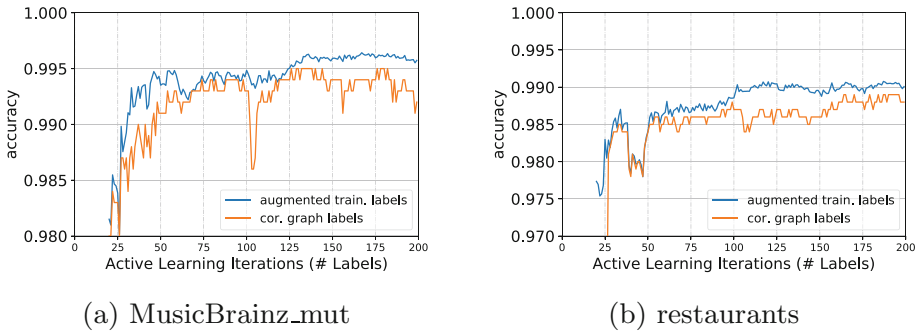 1.000
0.995
0.990
0.985
0.980
accuracy
0 25 50 75 100 125 150 175 200
Active Learning Iterations (# Labels)
augmented train. labels
cor. graph labels
(a) MusicBrainz_mut
1.000
0.995
0.990
0.985
0.980
0.975
0.970
accuracy
0 25 50 75 100 125 150 175 200
Active Learning Iterations (# Labels)
augmented train. labels
cor. graph labels
(b) restaurants